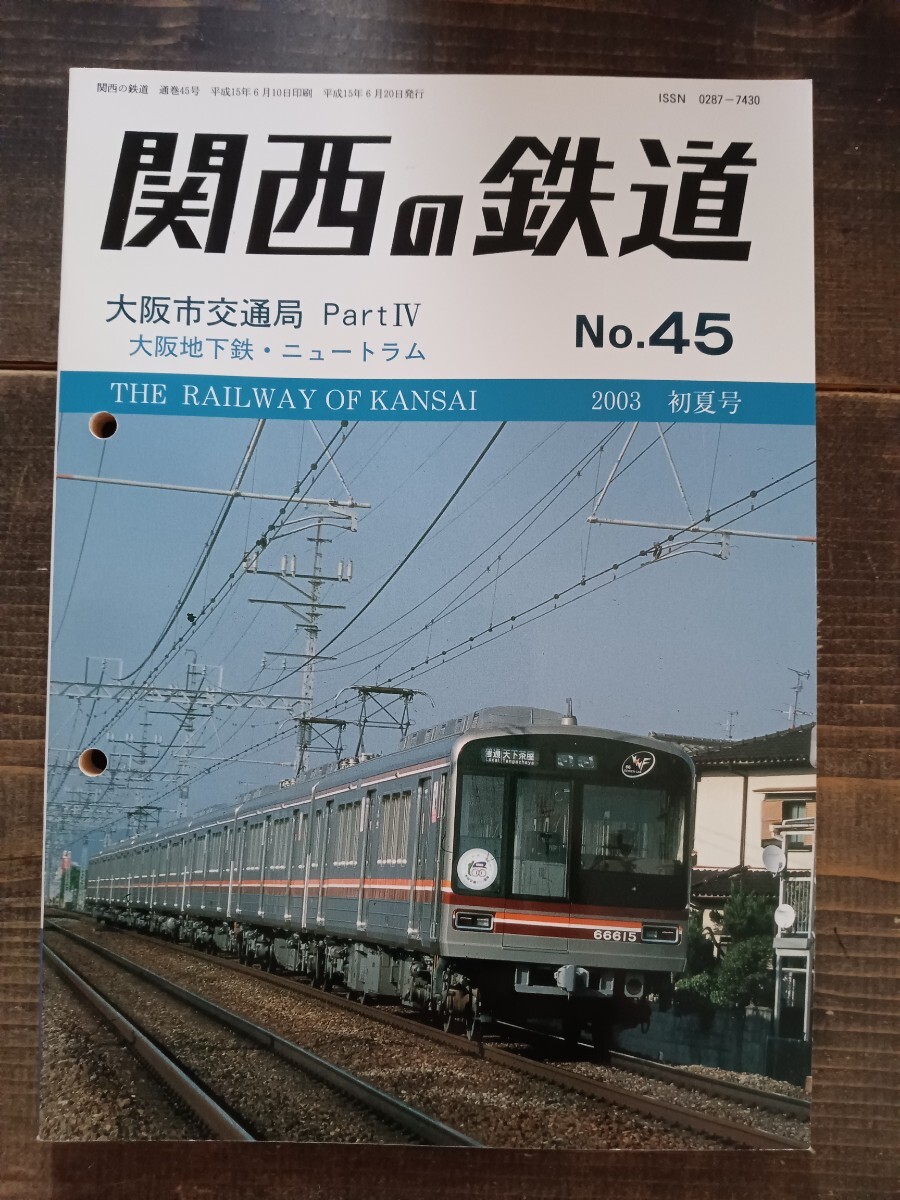 関西の鉄道 通巻45号 平成15年6月10日印刷 平成15年6月20日発行
ISSN 0287-7430
関西の鉄道
大阪市交通局 PartⅣ
大阪地下鉄・ニュートラム
No.45
THE RAILWAY OF KANSAI 2003 初夏号
普通 天下茶屋
66615